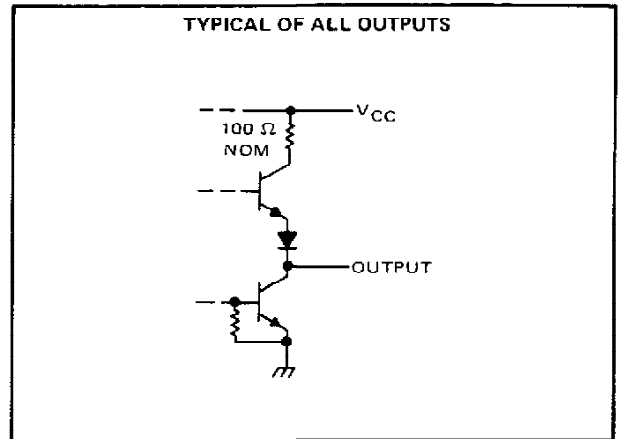 TYPICAL OF ALL OUTPUTS
VCC
100 Ω
NOM
OUTPUT